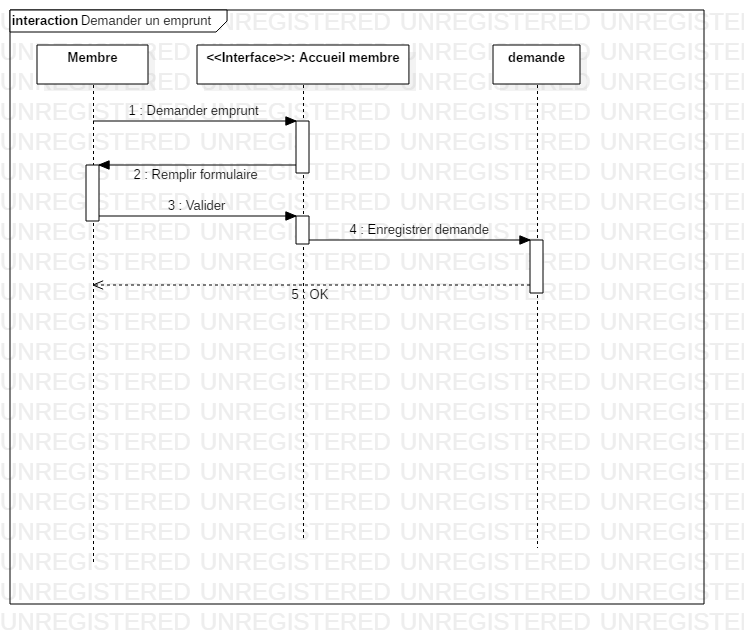 interaction Demander un emprunt
Membre
<<Interface>>: Accueil membre
demande
1 : Demander emprunt
2 : Remplir formulaire
3 : Valider
4 : Enregistrer demande
5 : OK
UNREGISTERED UNREGISTERED UNREGISTERED UNREGISTERED